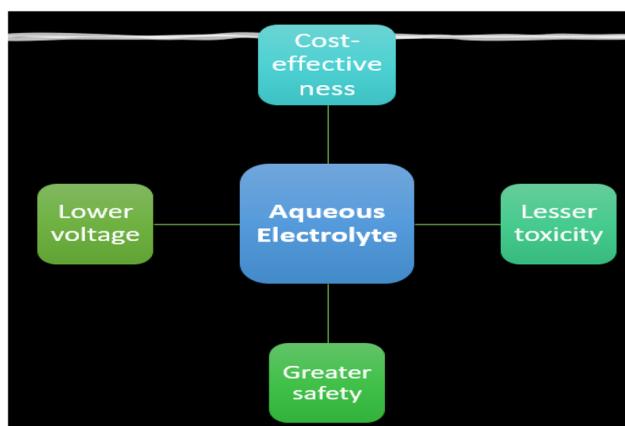 Cost-
effective
ness
Lower
voltage
Aqueous
Electrolyte
Lesser
toxicity
Greater
safety